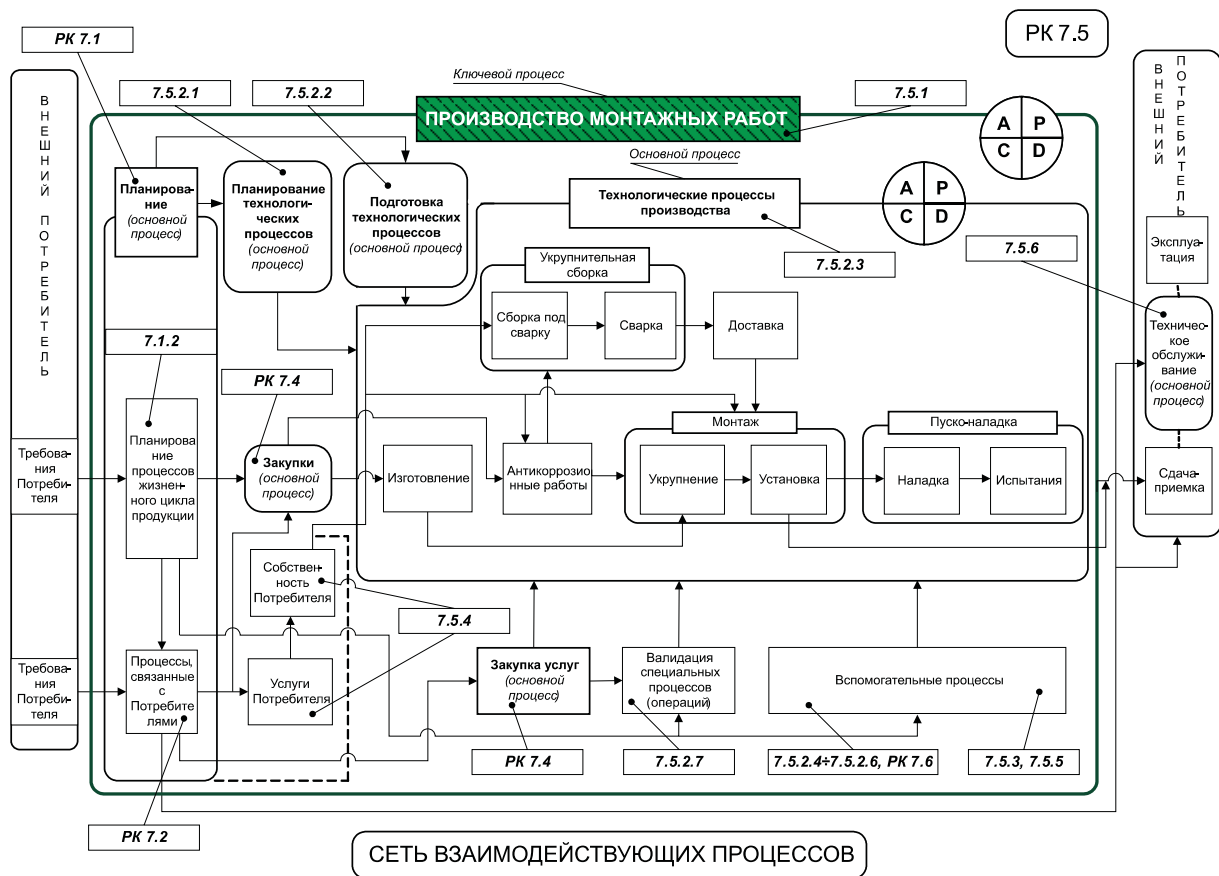 РК 7.5
РК 7.1
Ключевой процесс
7.5.2.1
7.5.2.2
7.5.1
ПРОИЗВОДСТВО МОНТАЖНЫХ РАБОТ
A P
C D
ВНЕШНИЙ ПОТРЕБИТЕЛЬ
ВНЕШНИЙ
ПОТРЕБИТЕЛЬ
Основной процесс
Планирова-
ние
(основной
процесс)
Планирование
технологи-
ческих
процессов
(основной
процесс)
Подготовка
технологических
процессов
(основной процесс)
Технологические процессы
производства
A P
C D
7.5.2.3
7.5.6
Эксплуа-
тация
Укрупнительная
сборка
Сборка под
сварку
Сварка
Доставка
Техничес-
кое
обслужи-
вание
(основной
процесс)
7.1.2
РК 7.4
Монтаж
Пуско-наладка
Требова-
ния
Потреби-
теля
Планирова-
ние
процессов
жизнен-
ного цикла
продукции
Закупки
(основной
процесс)
Изготовление
Антикоррозио
нные работы
Укрупнение
Установка
Наладка
Испытания
Сдача-
приемка
Собствен-
ность
Потребителя
7.5.4
Требова-
ния
Потреби-
теля
Процессы,
связанные
с
Потребите
лями
Услуги
Потребителя
Закупка услуг
(основной
процесс)
Валидация
специальных
процессов
(операций)
Вспомогательные процессы
РК 7.4
7.5.2.7
7.5.2.4÷7.5.2.6, РК 7.6
7.5.3, 7.5.5
РК 7.2
СЕТЬ ВЗАИМОДЕЙСТВУЮЩИХ ПРОЦЕССОВ